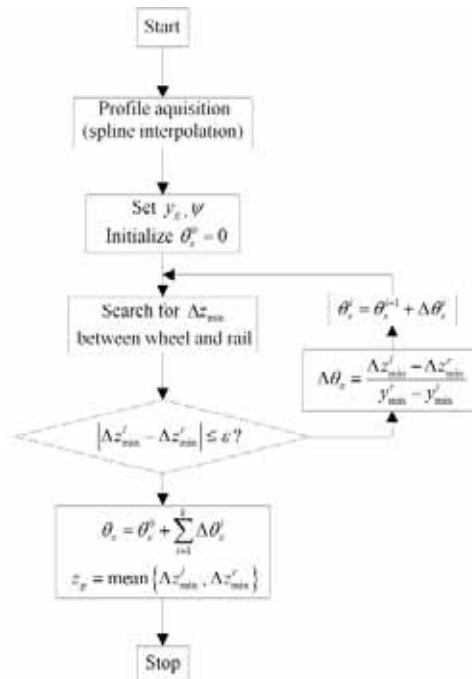 Start
Profile aquisition
(spline interpolation)
Set y_g, ψ
Initialize θ_x^0 = 0
Search for Δz_min
between wheel and rail
θ_x^i = θ_x^{i-1} + Δθ_x^i
Δθ_x = (Δz_min^l − Δz_min^r) / (y_min^r − y_min^l)
|Δz_min^l − Δz_min^r| ≤ ε ?
θ_x = θ_x^0 + ∑_{i=1}^{k} Δθ_x^i
z_g = mean {Δz_min^l , Δz_min^r}
Stop